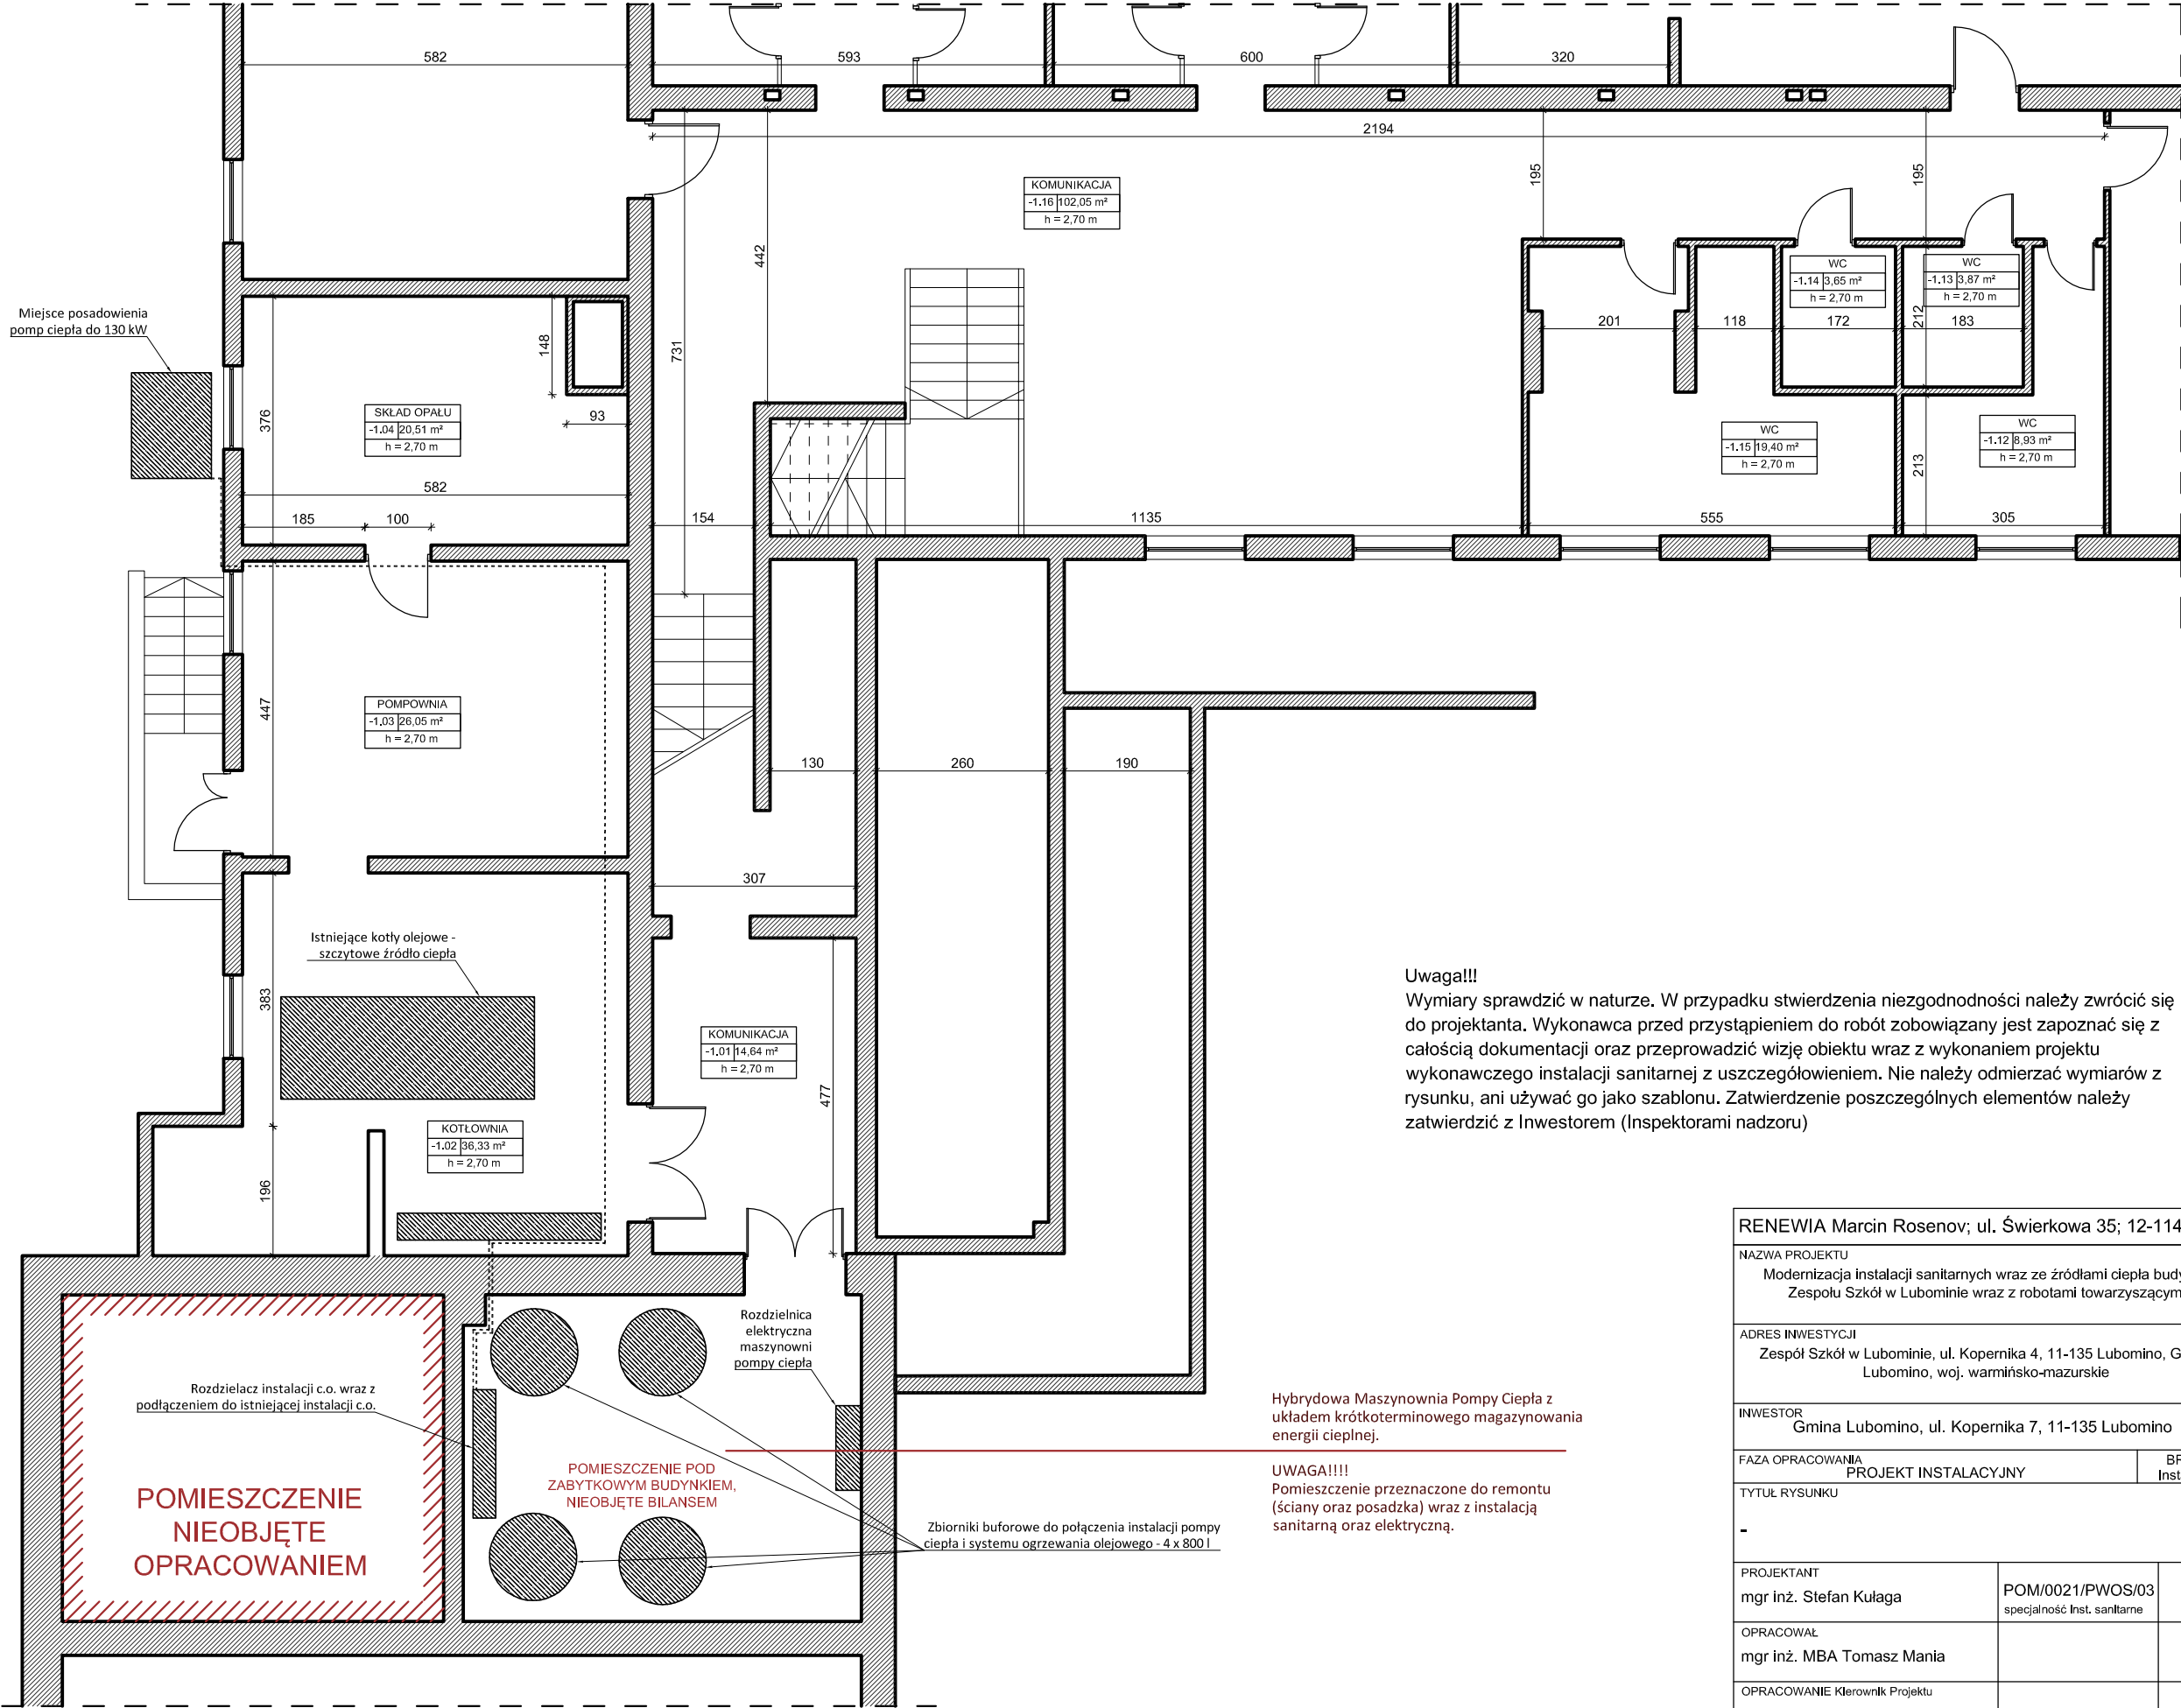 582
593
600
320
2194
KOMUNIKACJA
-1.16 102,05 m²
h = 2,70 m
195
195
442
731
WC
-1.14 3,65 m²
h = 2,70 m
WC
-1.13 3,87 m²
h = 2,70 m
201
118
172
212
183
Miejsce posadowienia
pomp ciepła do 130 kW
148
93
376
SKŁAD OPAŁU
-1.04 20,51 m²
h = 2,70 m
582
185
100
WC
-1.15 19,40 m²
h = 2,70 m
WC
-1.12 8,93 m²
h = 2,70 m
213
154
1135
555
305
447
POMPOWNIA
-1.03 26,05 m²
h = 2,70 m
130
260
190
307
Istniejące kotły olejowe -
szczytowe źródło ciepła
383
KOMUNIKACJA
-1.01 14,64 m²
h = 2,70 m
477
KOTŁOWNIA
-1.02 36,33 m²
h = 2,70 m
196
Uwaga!!!
Wymiary sprawdzić w naturze. W przypadku stwierdzenia niezgodnodności należy zwrócić się
do projektanta. Wykonawca przed przystąpieniem do robót zobowiązany jest zapoznać się z
całością dokumentacji oraz przeprowadzić wizję obiektu wraz z wykonaniem projektu
wykonawczego instalacji sanitarnej z uszczegółowieniem. Nie należy odmierzać wymiarów z
rysunku, ani używać go jako szablonu. Zatwierdzenie poszczególnych elementów należy
zatwierdzić z Inwestorem (Inspektorami nadzoru)
Rozdzielnica
elektryczna
maszynowni
pompy ciepła
Rozdzielacz instalacji c.o. wraz z
podłączeniem do istniejącej instalacji c.o.
POMIESZCZENIE
NIEOBJĘTE
OPRACOWANIEM
POMIESZCZENIE POD
ZABYTKOWYM BUDYNKIEM,
NIEOBJĘTE BILANSEM
Zbiorniki buforowe do połączenia instalacji pompy
ciepła i systemu ogrzewania olejowego - 4 x 800 l
Hybrydowa Maszynownia Pompy Ciepła z
układem krótkoterminowego magazynowania
energii cieplnej.
UWAGA!!!!
Pomieszczenie przeznaczone do remontu
(ściany oraz posadzka) wraz z instalacją
sanitarną oraz elektryczną.
RENEWIA Marcin Rosenov; ul. Świerkowa 35; 12-114
NAZWA PROJEKTU
Modernizacja instalacji sanitarnych wraz ze źródłami ciepła budy
Zespołu Szkół w Lubominie wraz z robotami towarzyszącym
ADRES INWESTYCJI
Zespół Szkół w Lubominie, ul. Kopernika 4, 11-135 Lubomino, G
Lubomino, woj. warmińsko-mazurskie
INWESTOR
Gmina Lubomino, ul. Kopernika 7, 11-135 Lubomino
FAZA OPRACOWANIA
PROJEKT INSTALACYJNY
BR
Inst
TYTUŁ RYSUNKU
-
PROJEKTANT
mgr inż. Stefan Kułaga
POM/0021/PWOS/03
specjalność Inst. sanitarne
OPRACOWAŁ
mgr inż. MBA Tomasz Mania
OPRACOWANIE Kierownik Projektu